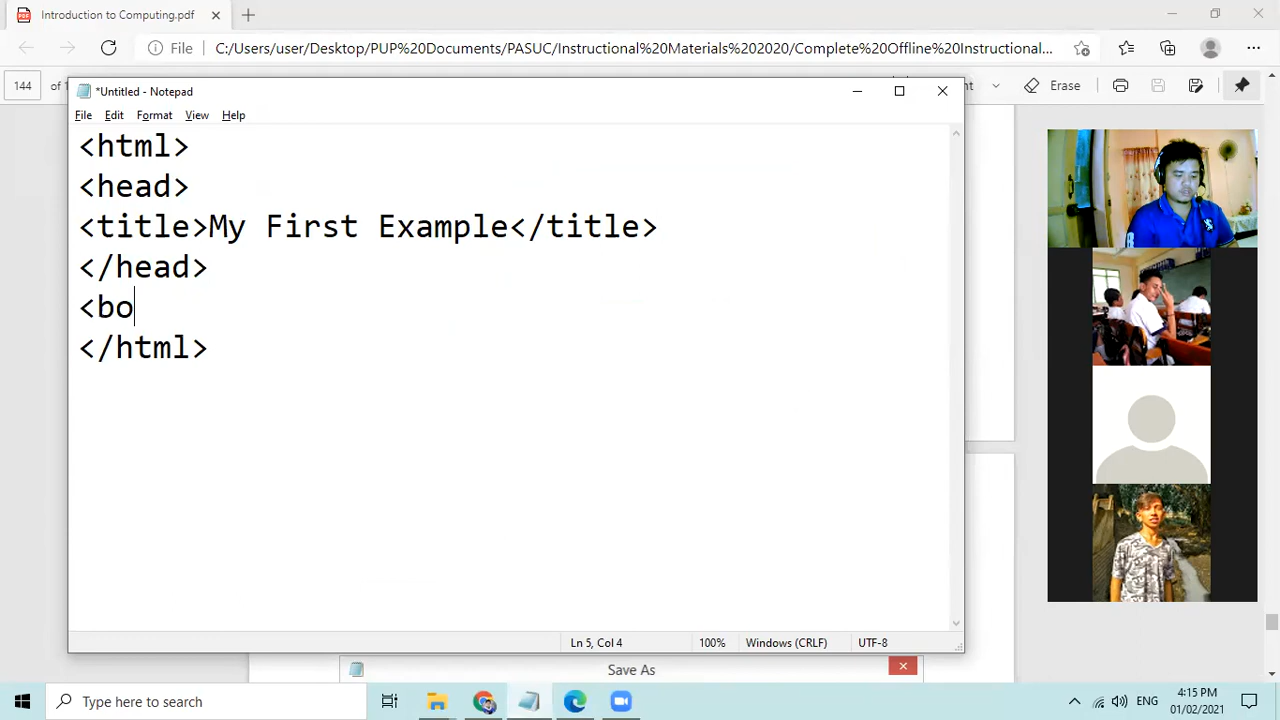 Introduction to Computing.pdf
File C:/Users/user/Desktop/PUP%20Documents/PASUC/Instructional%20Materials%202020/Complete%20Offline%20Instructional...
144 of 1
Erase
*Untitled - Notepad
File Edit Format View Help
<html>
<head>
<title>My First Example</title>
</head>
<bo
</html>
Ln 5, Col 4 100% Windows (CRLF) UTF-8
Save As
Type here to search
ENG
4:15 PM
01/02/2021